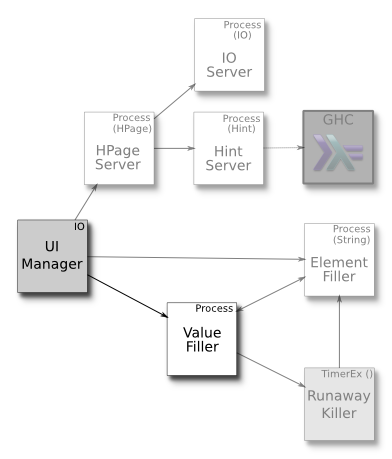 Process
(IO)
IO
Server
Process
(HPage)
HPage
Server
Process
(Hint)
Hint
Server
GHC
IO
UI
Manager
Process
(String)
Element
Filler
Process
Value
Filler
TimerEx ()
Runaway
Killer